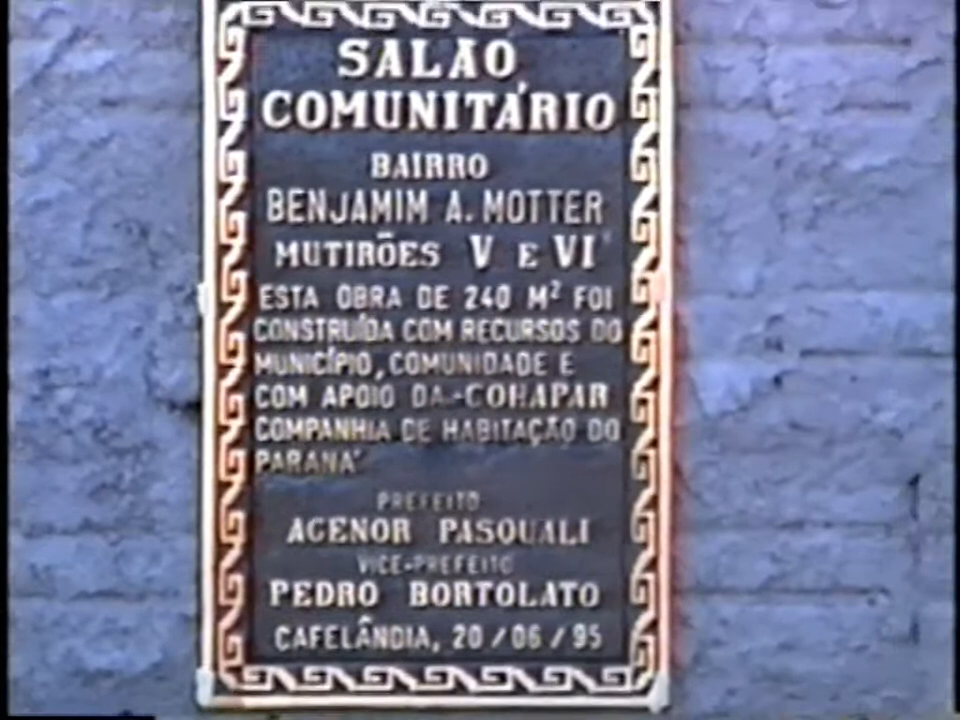 SALÃO
COMUNITÁRIO
BAIRRO
BENJAMIM A. MOTTER
MUTIRÕES V E VI
ESTA OBRA DE 240 M² FOI
CONSTRUÍDA COM RECURSOS DO
MUNICÍPIO, COMUNIDADE E
COM APOIO DA - COHAPAR
COMPANHIA DE HABITAÇÃO DO
PARANÁ
PREFEITO
AGENOR PASQUALI
VICE-PREFEITO
PEDRO BORTOLATO
CAFELÂNDIA, 20/06/95